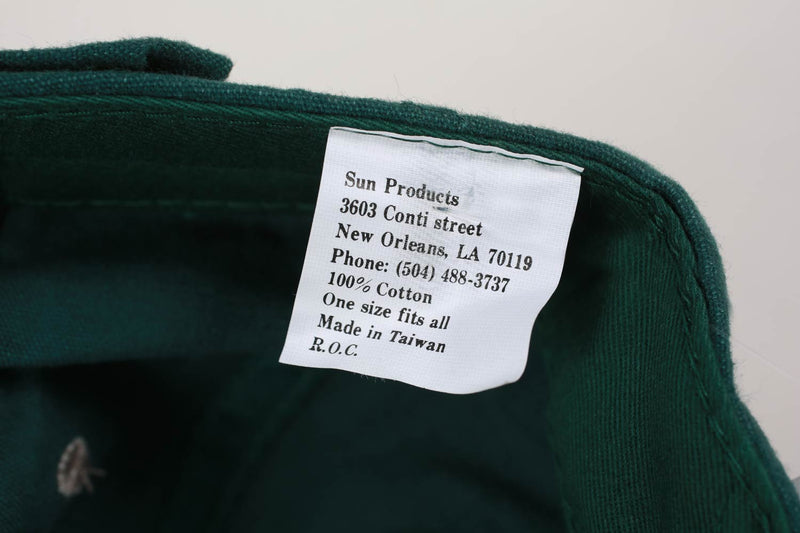 Sun Products
3603 Conti street
New Orleans, LA 70119
Phone: (504) 488-3737
100% Cotton
One size fits all
Made in Taiwan
R.O.C.